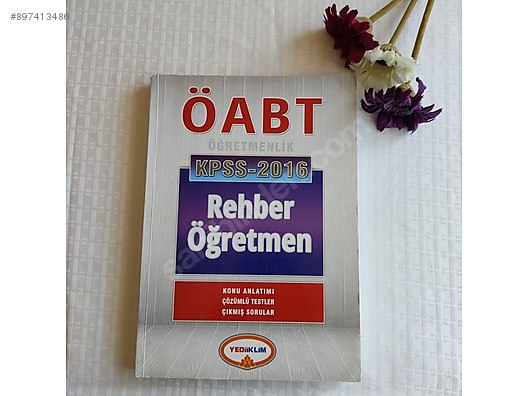 #897413486
ÖABT
ÖĞRETMENLİK
KPSS-2016
Rehber
Öğretmen
KONU ANLATIMI
ÇÖZÜMLÜ TESTLER
ÇIKMIŞ SORULAR
YEDİİKLİM